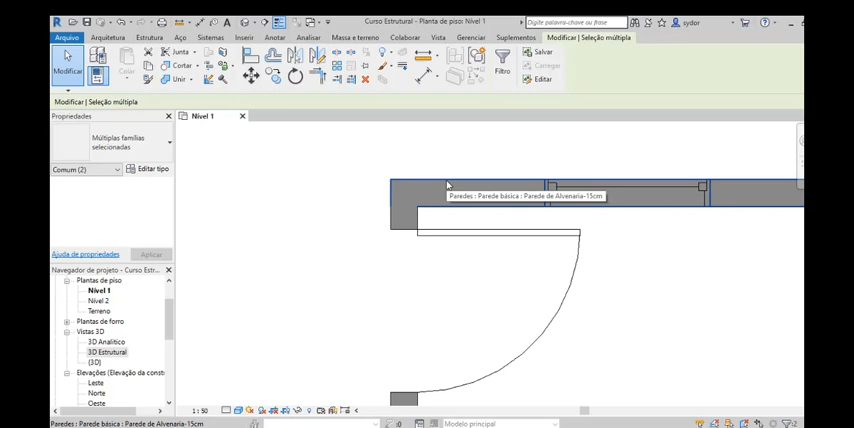 Curso Estrutural - Planta de piso: Nível 1
Digite palavra-chave ou frase
sydor
Arquivo Arquitetura Estrutura Aço Sistemas Inserir Anotar Analisar Massa e terreno Colaborar Vista Gerenciar Suplementos Modificar | Seleção múltipla
Modificar
Colar
Junta
Cortar
Unir
Filtro
Salvar
Carregar
Editar
Modificar | Seleção múltipla
Propriedades
Nível 1
Múltiplas famílias
selecionadas
Comum (2)
Editar tipo
Ajuda de propriedades
Aplicar
Navegador de projeto - Curso Estr...
Plantas de piso
Nível 1
Nível 2
Terreno
Plantas de forro
Vistas 3D
3D Analítico
3D Estrutural
{3D}
Elevações (Elevação da constr
Leste
Norte
Oeste
Paredes : Parede básica : Parede de Alvenaria-15cm
1 : 50
Paredes : Parede básica : Parede de Alvenaria-15cm
:0
Modelo principal
:2